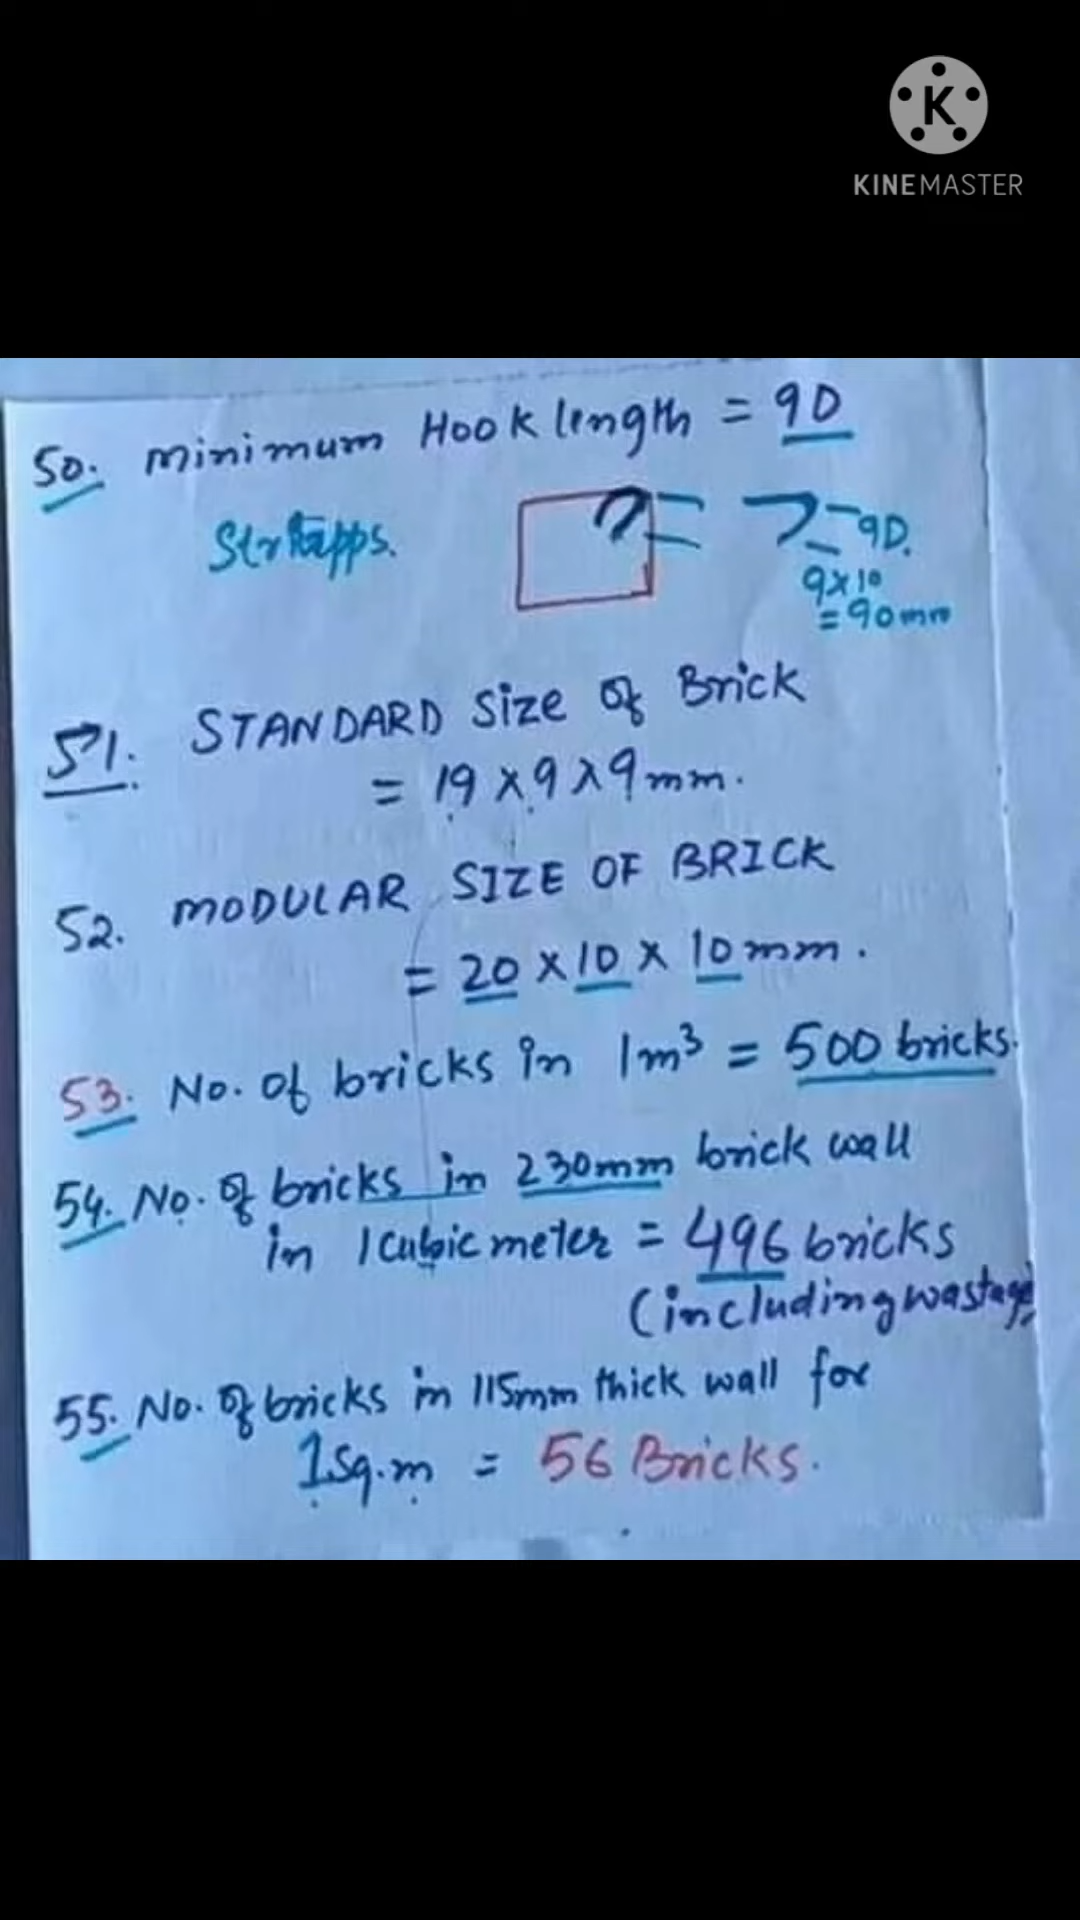 K
KINEMASTER
50. Minimum Hook length = 9D
9D.
9x10
= 90mm
51. STANDARD Size of Brick
= 19 x 9 x 9 mm.
52. MODULAR SIZE OF BRICK
= 20 x 10 x 10 mm.
53. No. of bricks in 1m³ = 500 bricks.
54. No. of bricks in 230mm brick wall
in 1 cubic meter = 496 bricks
(including wastage)
55. No. of bricks in 115mm thick wall for
1 sq.m = 56 Bricks.